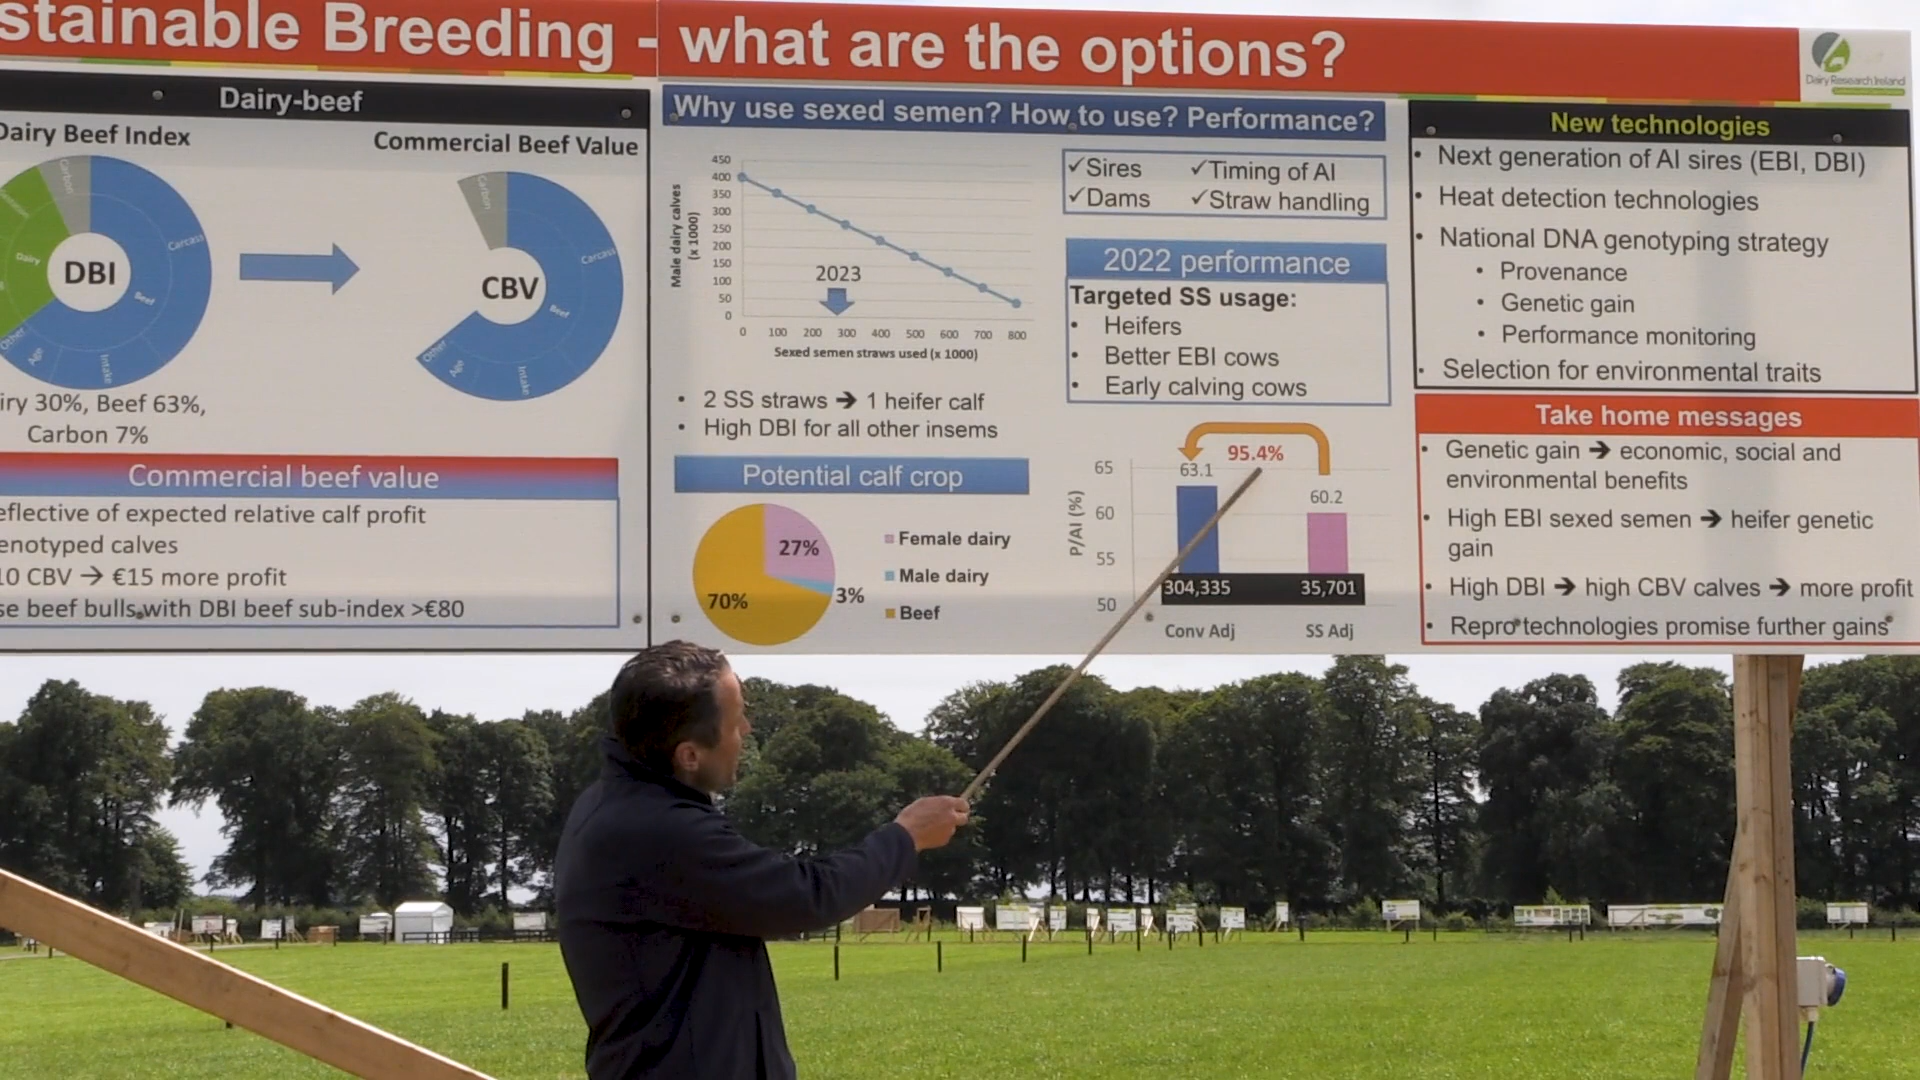 stainable Breeding - what are the options?
Dairy Research Ireland
Dairy-beef
Dairy Beef Index
Commercial Beef Value
Carbon
Carcass
Dairy
DBI
Beef
Other
Age
Intake
Carbon
Carcass
CBV
Beef
Other
Age
Intake
iry 30%, Beef 63%,
Carbon 7%
Commercial beef value
eflective of expected relative calf profit
enotyped calves
10 CBV → €15 more profit
se beef bulls with DBI beef sub-index >€80
Why use sexed semen? How to use? Performance?
Male dairy calves
(x 1000)
450
400
350
300
250
200
150
100
50
0
2023
0 100 200 300 400 500 600 700 800
Sexed semen straws used (x 1000)
• 2 SS straws → 1 heifer calf
• High DBI for all other insems
Potential calf crop
27%
3%
70%
Female dairy
Male dairy
Beef
✓Sires ✓Timing of AI
✓Dams ✓Straw handling
2022 performance
Targeted SS usage:
• Heifers
• Better EBI cows
• Early calving cows
P/AI (%)
65
60
55
50
95.4%
63.1
60.2
304,335 35,701
Conv Adj SS Adj
New technologies
• Next generation of AI sires (EBI, DBI)
• Heat detection technologies
• National DNA genotyping strategy
• Provenance
• Genetic gain
• Performance monitoring
• Selection for environmental traits
Take home messages
• Genetic gain → economic, social and
environmental benefits
• High EBI sexed semen → heifer genetic
gain
• High DBI → high CBV calves → more profit
• Repro technologies promise further gains